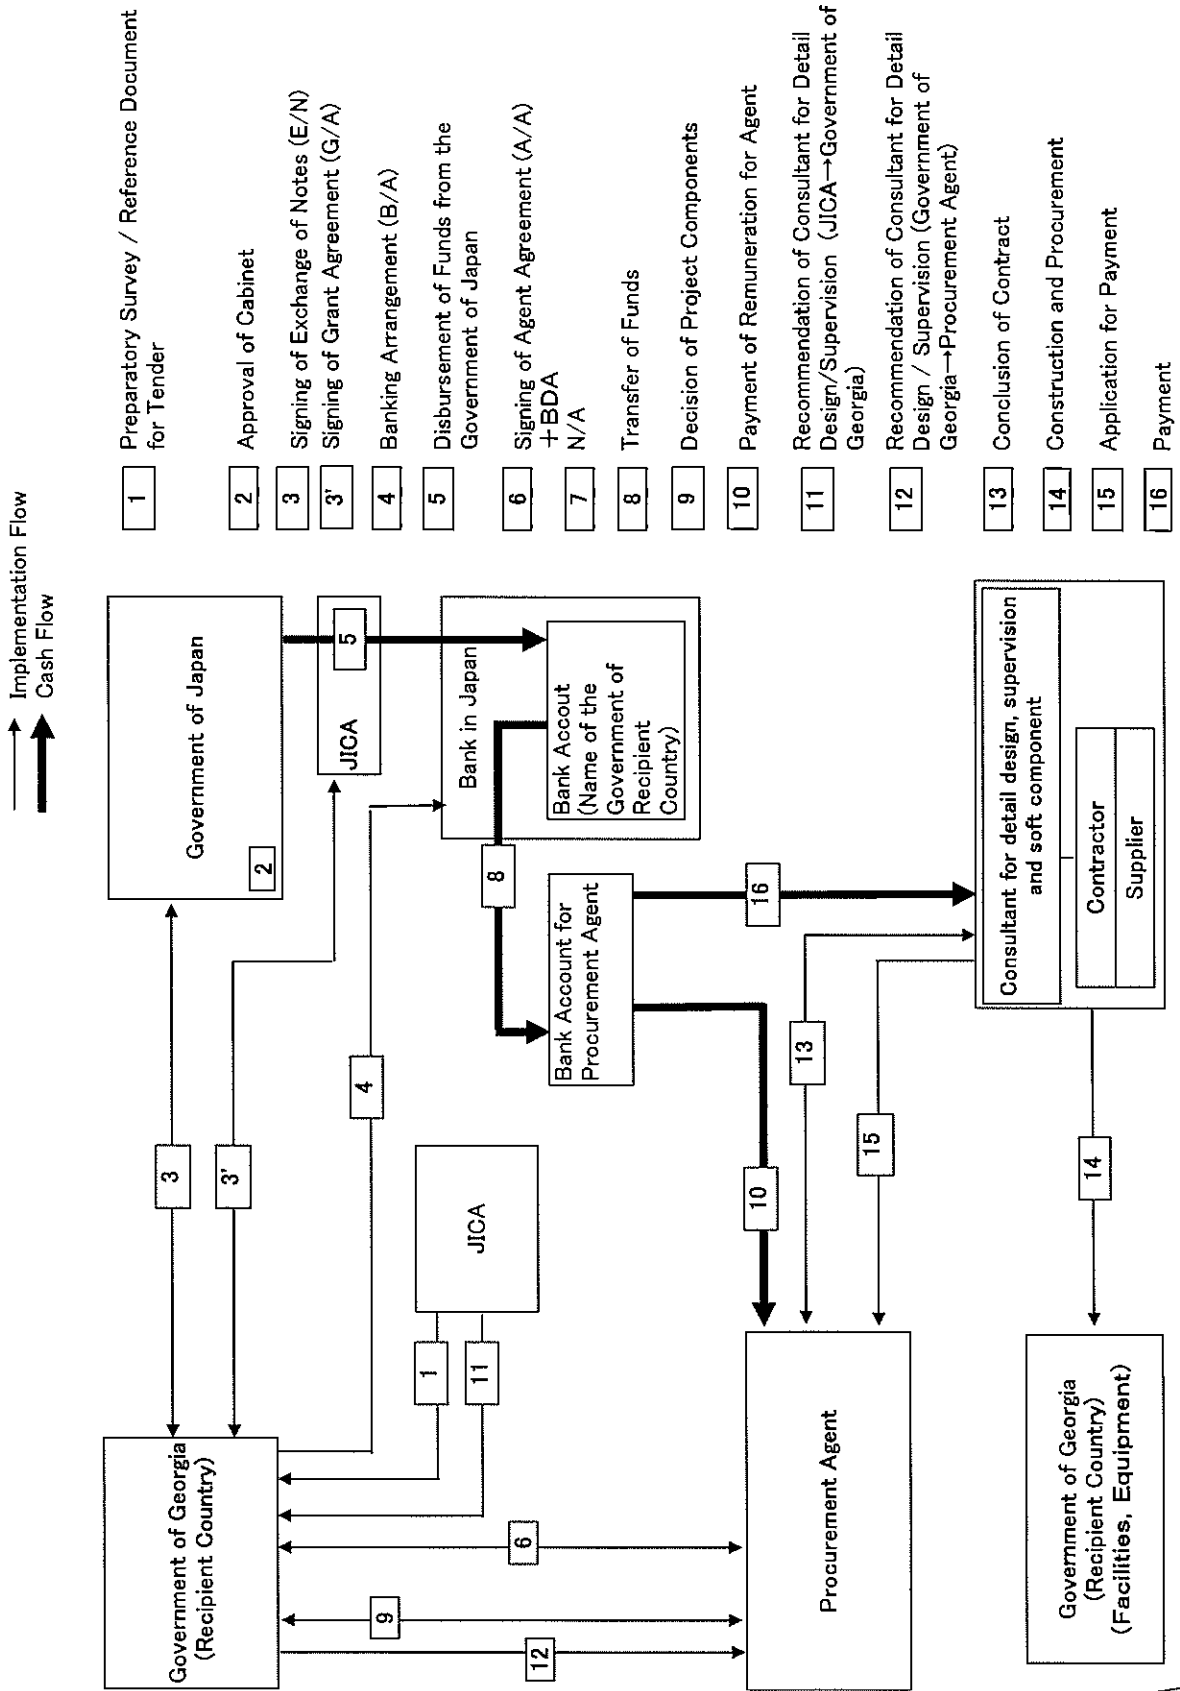 Implementation Flow
Cash Flow
Government of Georgia
(Recipient Country)
3
3'
4
Government of Japan
2
JICA
5
Bank in Japan
Bank Accout
(Name of the
Government of
Recipient
Country)
8
Bank Account for
Procurement Agent
JICA
1
11
6
9
12
10
16
13
15
Procurement Agent
Consultant for detail design, supervision
and soft component
Contractor
Supplier
14
Government of Georgia
(Recipient Country)
(Facilities, Equipment)
1 Preparatory Survey / Reference Document
for Tender
2 Approval of Cabinet
3 Signing of Exchange of Notes (E/N)
3' Signing of Grant Agreement (G/A)
4 Banking Arrangement (B/A)
5 Disbursement of Funds from the
Government of Japan
6 Signing of Agent Agreement (A/A)
+BDA
7 N/A
8 Transfer of Funds
9 Decision of Project Components
10 Payment of Remuneration for Agent
11 Recommendation of Consultant for Detail
Design/Supervision (JICA→Government of
Georgia)
12 Recommendation of Consultant for Detail
Design / Supervision (Government of
Georgia→Procurement Agent)
13 Conclusion of Contract
14 Construction and Procurement
15 Application for Payment
16 Payment